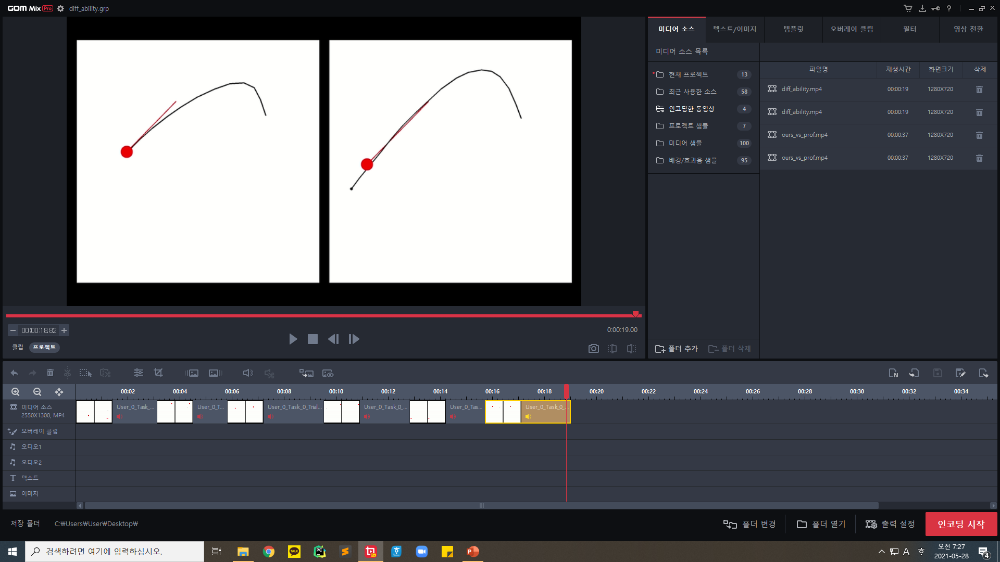 GOM Mix Pro diff_ability.grp
미디어 소스
텍스트/이미지
템플릿
오버레이 클립
필터
영상 전환
미디어 소스 목록
현재 프로젝트 13
최근 사용한 소스 58
인코딩한 동영상 4
프로젝트 샘플 7
미디어 샘플 100
배경/효과음 샘플 95
파일명 재생시간 화면크기 삭제
diff_ability.mp4 00:00:19 1280X720
diff_ability.mp4 00:00:19 1280X720
ours_vs_prof.mp4 00:00:37 1280X720
ours_vs_prof.mp4 00:00:37 1280X720
00:00:18.82
0:00:19.00
클립 프로젝트
폴더 추가 폴더 삭제
00:02 00:04 00:06 00:08 00:10 00:12 00:14 00:16 00:18 00:20 00:22 00:24 00:26 00:28 00:30 00:32 00:34
미디어 소스
2550X1300, MP4
User_0_Task_... User_0_T... User_0_Task_0_Trial... User_0_Task_0_... User_0_Tas... User_0_Task_0_...
오버레이 클립
오디오1
오디오2
텍스트
이미지
저장 폴더 C:₩Users₩User₩Desktop₩
폴더 변경 폴더 열기 출력 설정 인코딩 시작
검색하려면 여기에 입력하십시오.
TALK
PC
Pro
P
A
오전 7:27
2021-05-28
4